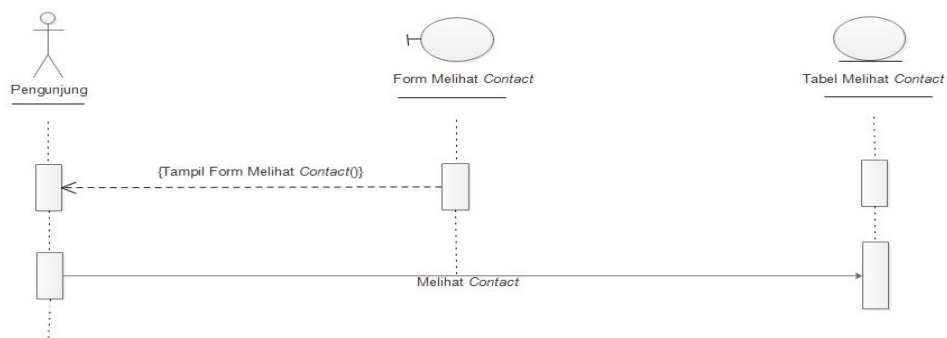 Pengunjung
Form Melihat Contact
Tabel Melihat Contact
{Tampil Form Melihat Contact()}
Melihat Contact